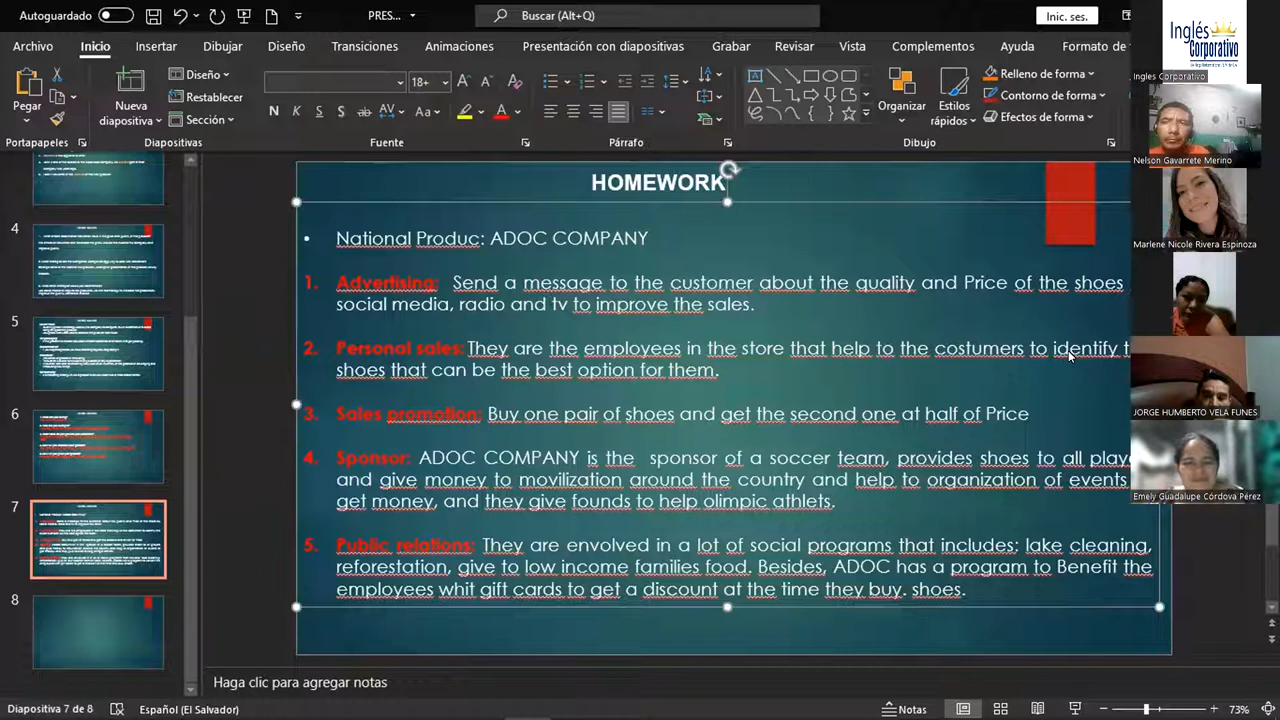 Autoguardado
PRES...
Buscar (Alt+Q)
Inic. ses.
Archivo Inicio Insertar Dibujar Diseño Transiciones Presentación con diapositivas Grabar Revisar Vista Complementos Ayuda Formato de
Pegar
Nueva
diapositiva
Diseño
Restablecer
Sección
18+
N K S ab AV Aa A
Organizar
Estilos
rápidos
Relleno de forma
Contorno de forma
Efectos de forma
Portapapeles Diapositivas Fuente Párrafo Dibujo
Inglés
Corporativo
Ingles Corporativo
Nelson Gavarrete Merino
Marlene Nicole Rivera Espinoza
JORGE HUMBERTO VELA FUNES
Emely Guadalupe Córdova Pérez
4
5
6
7
8
HOMEWORK
• National Produc ADOC COMPANY
1. Advertising: Send a message to the customer about the quality and Price of the shoes
social media, radio and tv to improve the sales.
2. Personal sales: They are the employees in the store that help to the costumers to identify t
shoes that can be the best option for them.
3. Sales promotion: Buy one pair of shoes and get the second one at half of Price
4. Sponsor: ADOC COMPANY is the sponsor of a soccer team, provides shoes to all playe
and give money to movilization around the country and help to organization of events
get money, and they give founds to help olimpic athlets.
5. Public relations: envolved in a lot of programs that includes: lake cleaning,
reforestation, give to low income families food. Besides, ADOC has a program to Benefit the
employees whit gift cards to get a discount at the time they buy. shoes.
Haga clic para agregar notas
Diapositiva 7 de 8 Español (El Salvador) Notas 73%